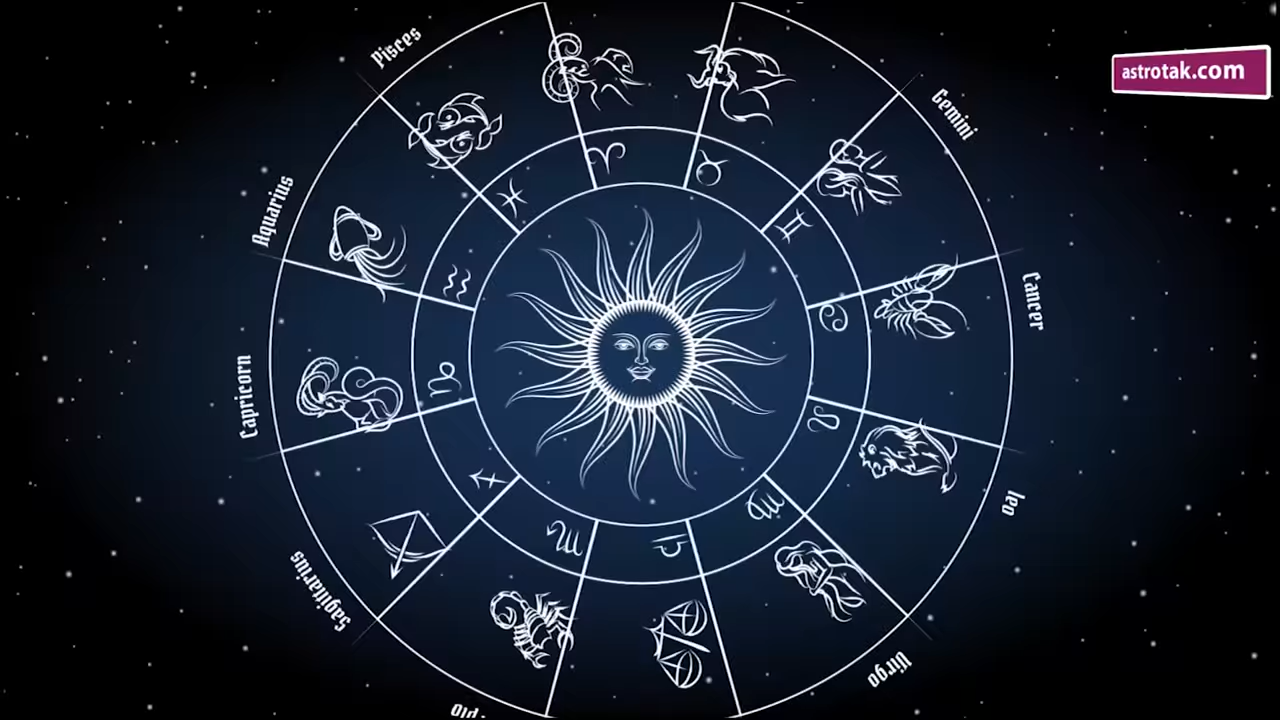 astrotak.com
Pisces
Gemini
Aquarius
Cancer
Capricorn
leo
Sagittarius
Virgo